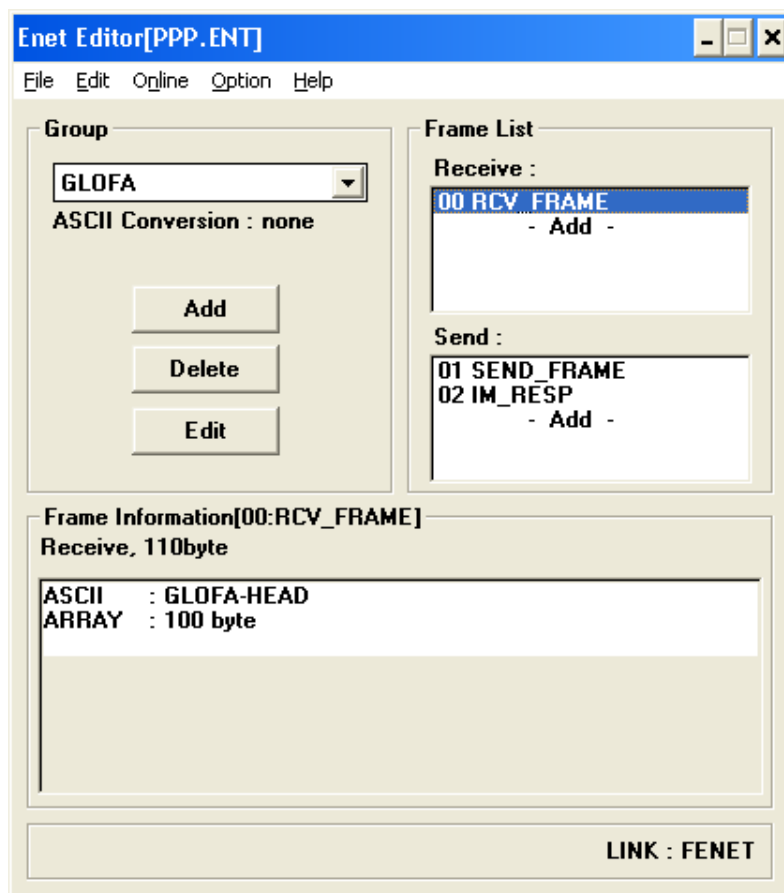 Enet Editor[PPP.ENT]
File Edit Online Option Help
Group
GLOFA
ASCII Conversion : none
Add
Delete
Edit
Frame List
Receive :
00 RCV_FRAME
- Add -
Send :
01 SEND_FRAME
02 IM_RESP
- Add -
Frame Information[00:RCV_FRAME]
Receive, 110byte
ASCII : GLOFA-HEAD
ARRAY : 100 byte
LINK : FENET